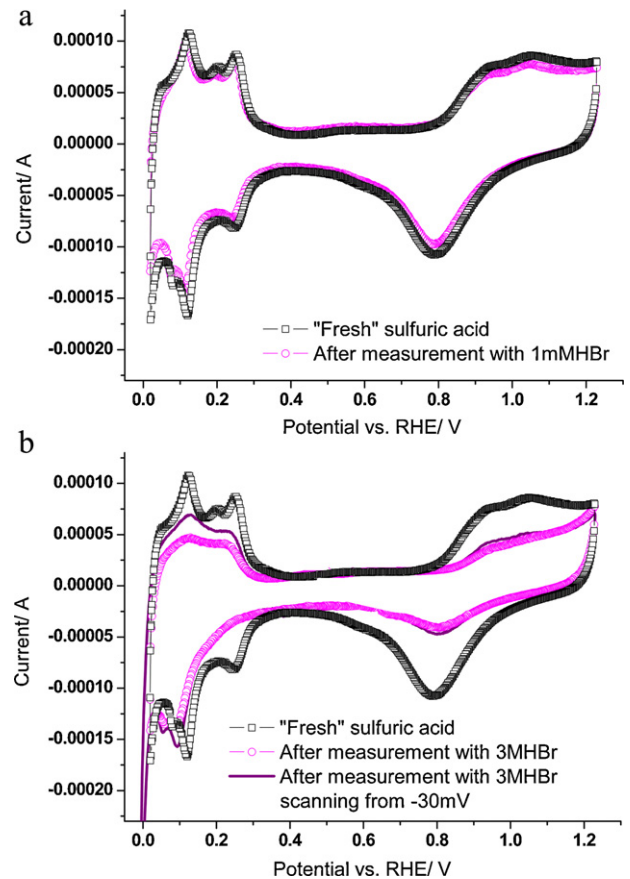 a
0.00010
0.00005
0.00000
-0.00005
-0.00010
-0.00015
-0.00020
Current/ A
"Fresh" sulfuric acid
After measurement with 1mMHBr
0.0 0.2 0.4 0.6 0.8 1.0 1.2
Potential vs. RHE/ V
b
0.00010
0.00005
0.00000
-0.00005
-0.00010
-0.00015
-0.00020
Current/ A
"Fresh" sulfuric acid
After measurement with 3MHBr
After measurement with 3MHBr
scanning from -30mV
0.0 0.2 0.4 0.6 0.8 1.0 1.2
Potential vs. RHE/ V